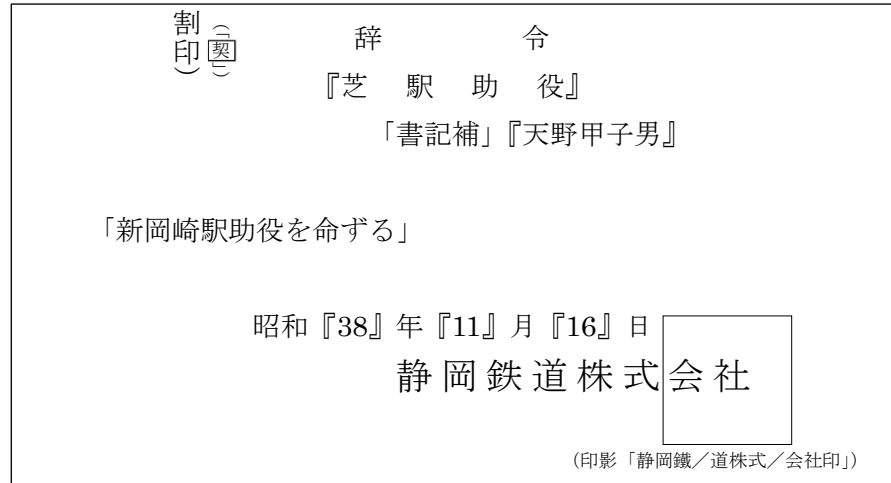 割印）
（「契」）
辞　　令
『芝　駅　助　役』
「書記補」『天野甲子男』
「新岡崎駅助役を命ずる」
昭和『38』年『11』月『16』日
静岡鉄道株式会社
（印影「静岡鐵／道株式／会社印」）